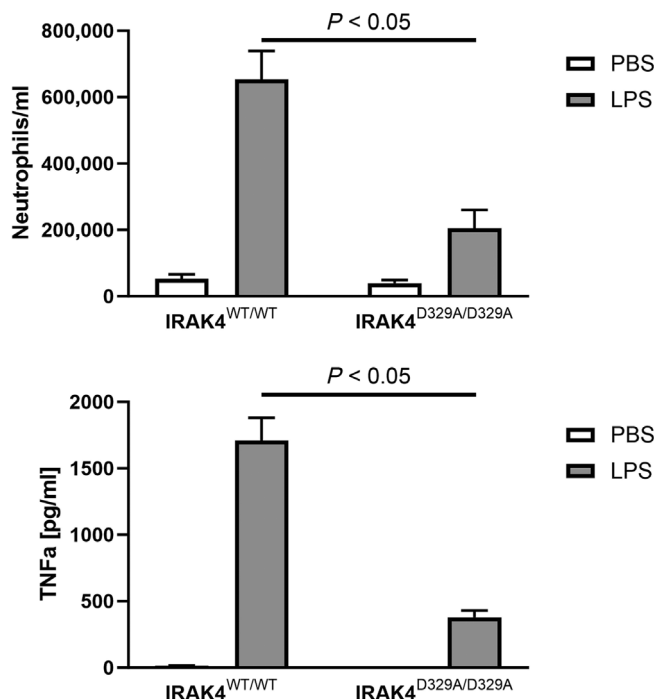 P < 0.05
Neutrophils/ml
800,000
600,000
400,000
200,000
0
IRAK4WT/WT
IRAK4D329A/D329A
PBS
LPS
P < 0.05
TNFa [pg/ml]
2000
1500
1000
500
0
IRAK4WT/WT
IRAK4D329A/D329A
PBS
LPS